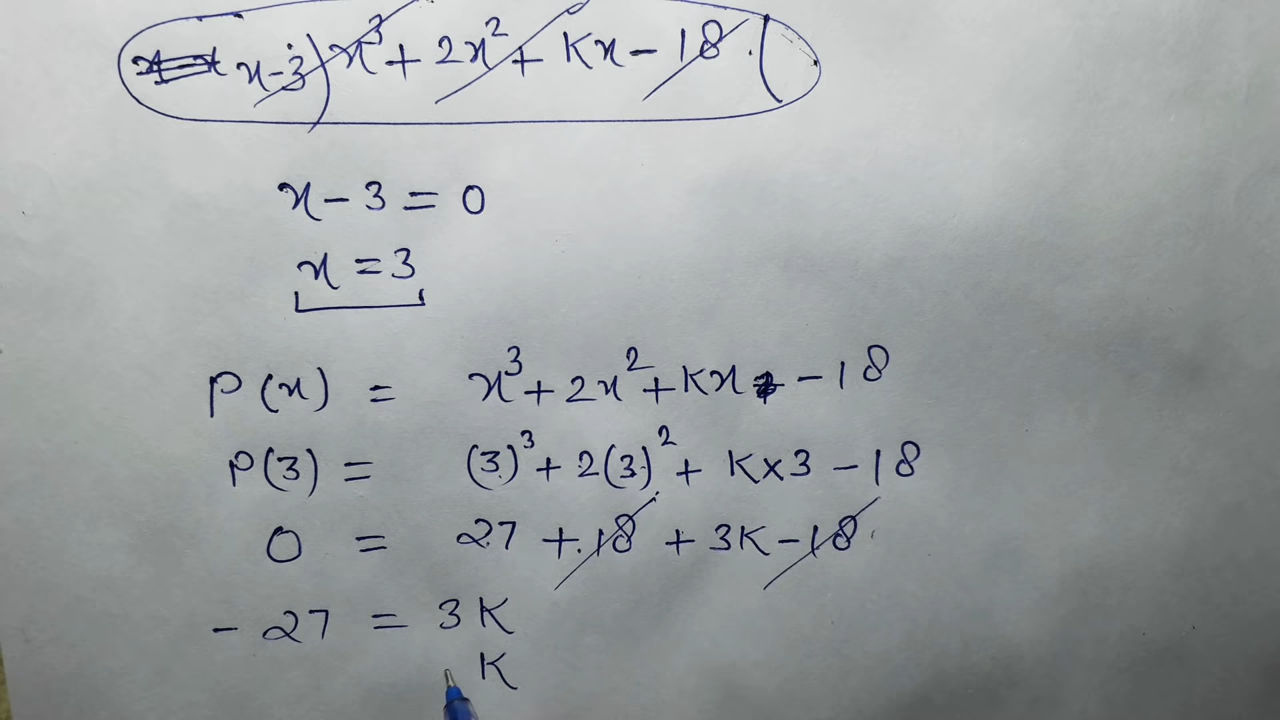 x-3) x³ + 2x² + Kx - 18 (
x - 3 = 0
x = 3
P(x) = x³ + 2x² + Kx - 18
P(3) = (3)³ + 2(3)² + K×3 - 18
0 = 27 + 18 + 3K - 18
- 27 = 3K
K